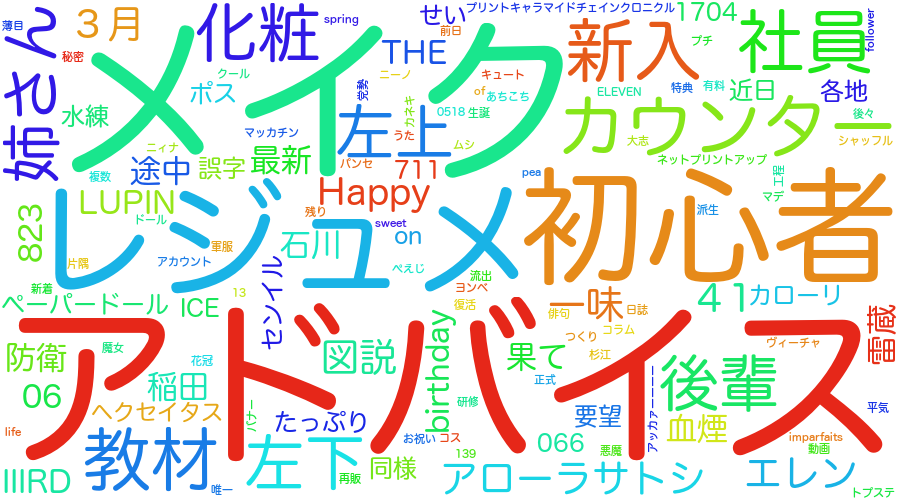 プリントキャラマイドチェインクロニクル
薄目
姉さん
３月
秘密
化粧
spring
せい
前日
1704
社員
follower
メイク
クール
ポス
THE
党勢
ニーノ
キュート
新入
プチ
特典
有料
近日
各地
水練
マッカチン
左上
カネキ
of
あちこち
ELEVEN
0518
生誕
カウンター
後々
シャッフル
ニィナ
途中
誤字
最新
うた
ムシ
大志
パンセ
711
ネットプリントアップ
工程
複数
LUPIN
Happy
pea
マデ
823
レジュメ
初心者
ドール
残り
sweet
派生
軍服
石川
on
片隅
アカウント
ぺえじ
流出
新着
センイル
13
ヨンベ
ペーパードール
ICE
復活
一味
日誌
４１
カローリ
俳句
アドバイス
birthday
つくり
コラム
雷蔵
防衛
魔女
花冠
図説
果て
杉江
ヴィーチャ
06
稲田
正式
後輩
ヘクセイタス
バナー
たっぷり
研修
要望
アッカァーーーー
平気
life
教材
左下
お祝い
コス
066
血煙
imparfaits
動画
139
悪魔
IIIRD
唯一
再販
同様
アローラサトシ
エレン
トプステ